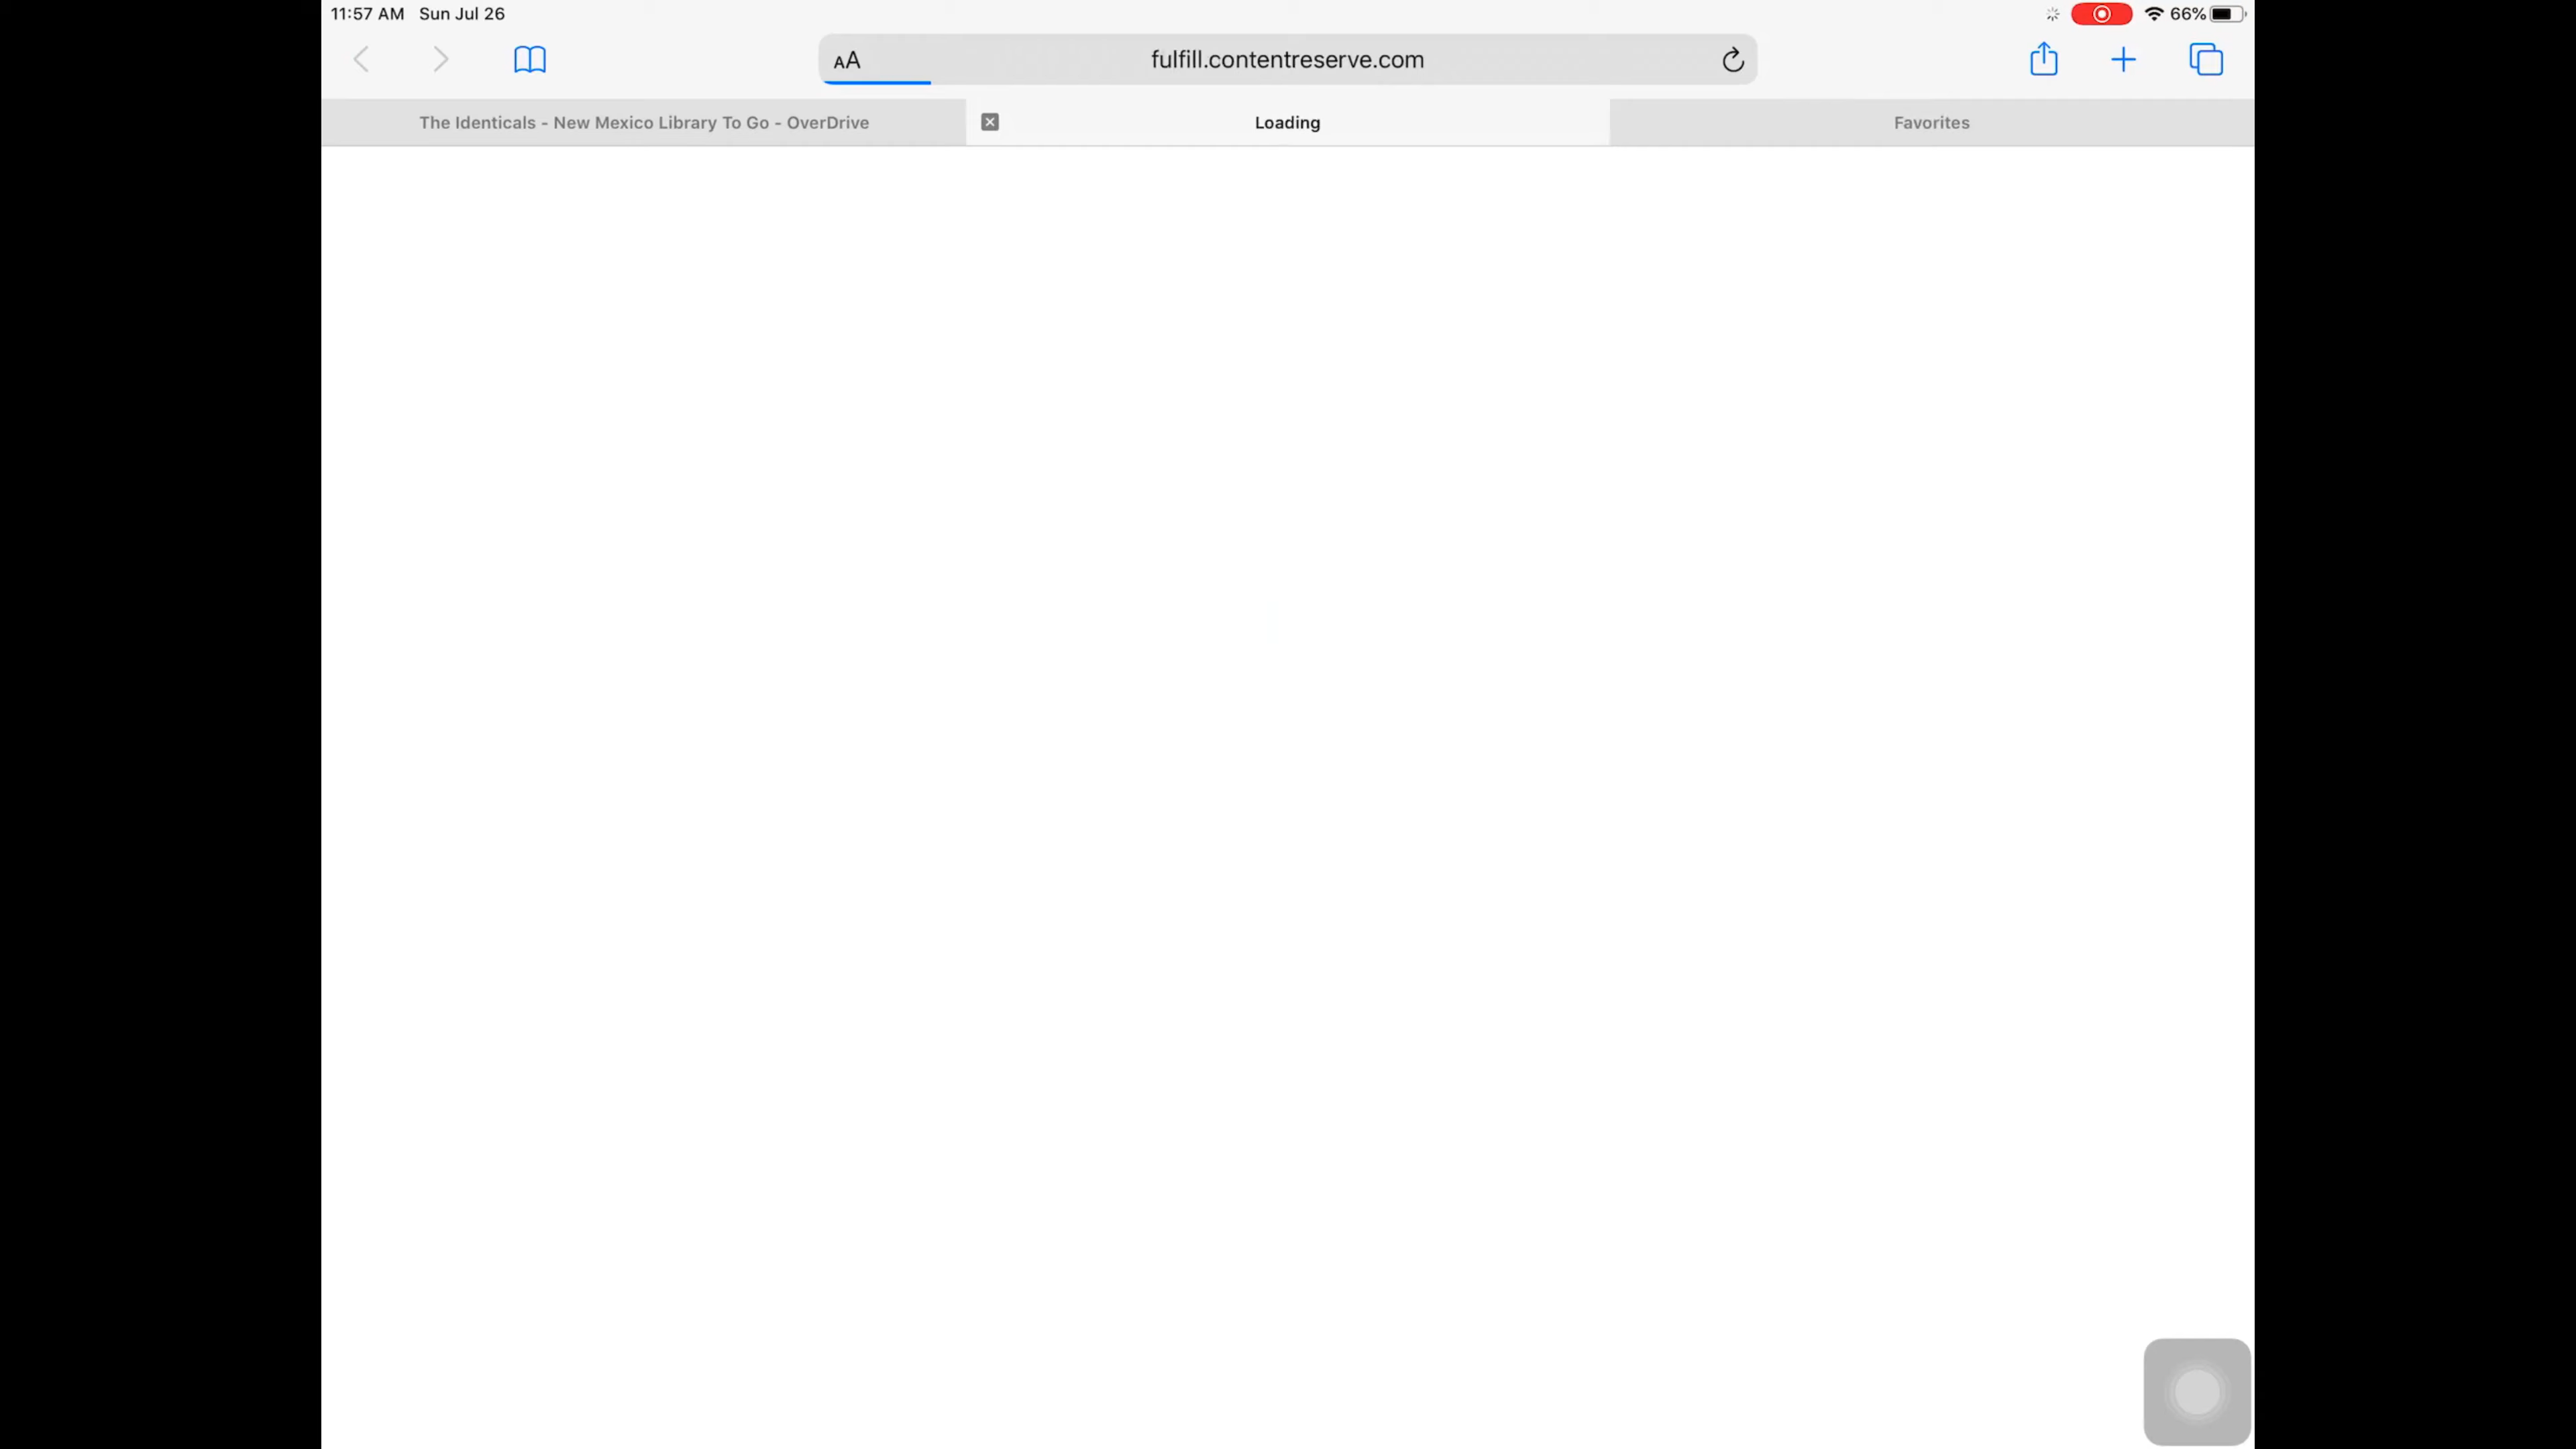 11:57 AM Sun Jul 26
66%
AA
fulfill.contentreserve.com
The Identicals - New Mexico Library To Go - OverDrive
Loading
Favorites